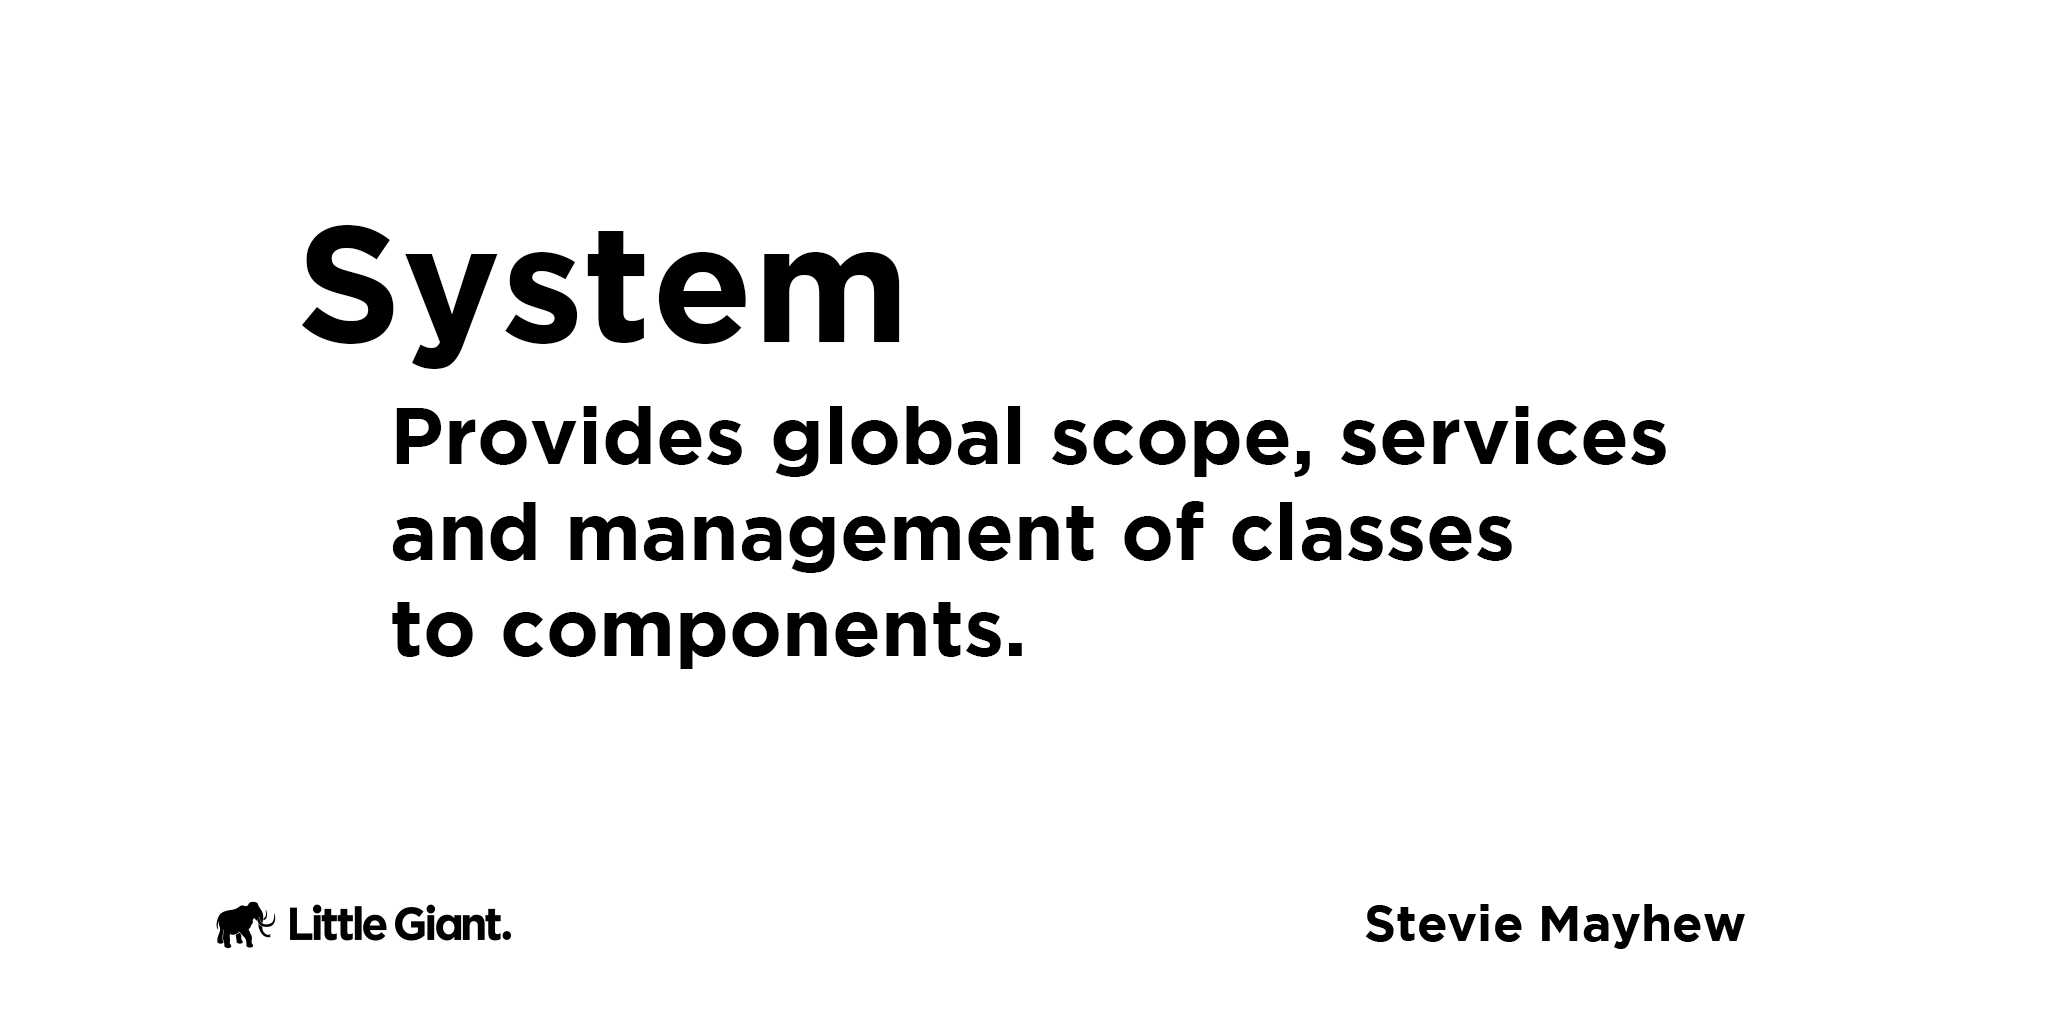 System
Provides global scope, services
and management of classes
to components.
Little Giant.
Stevie Mayhew